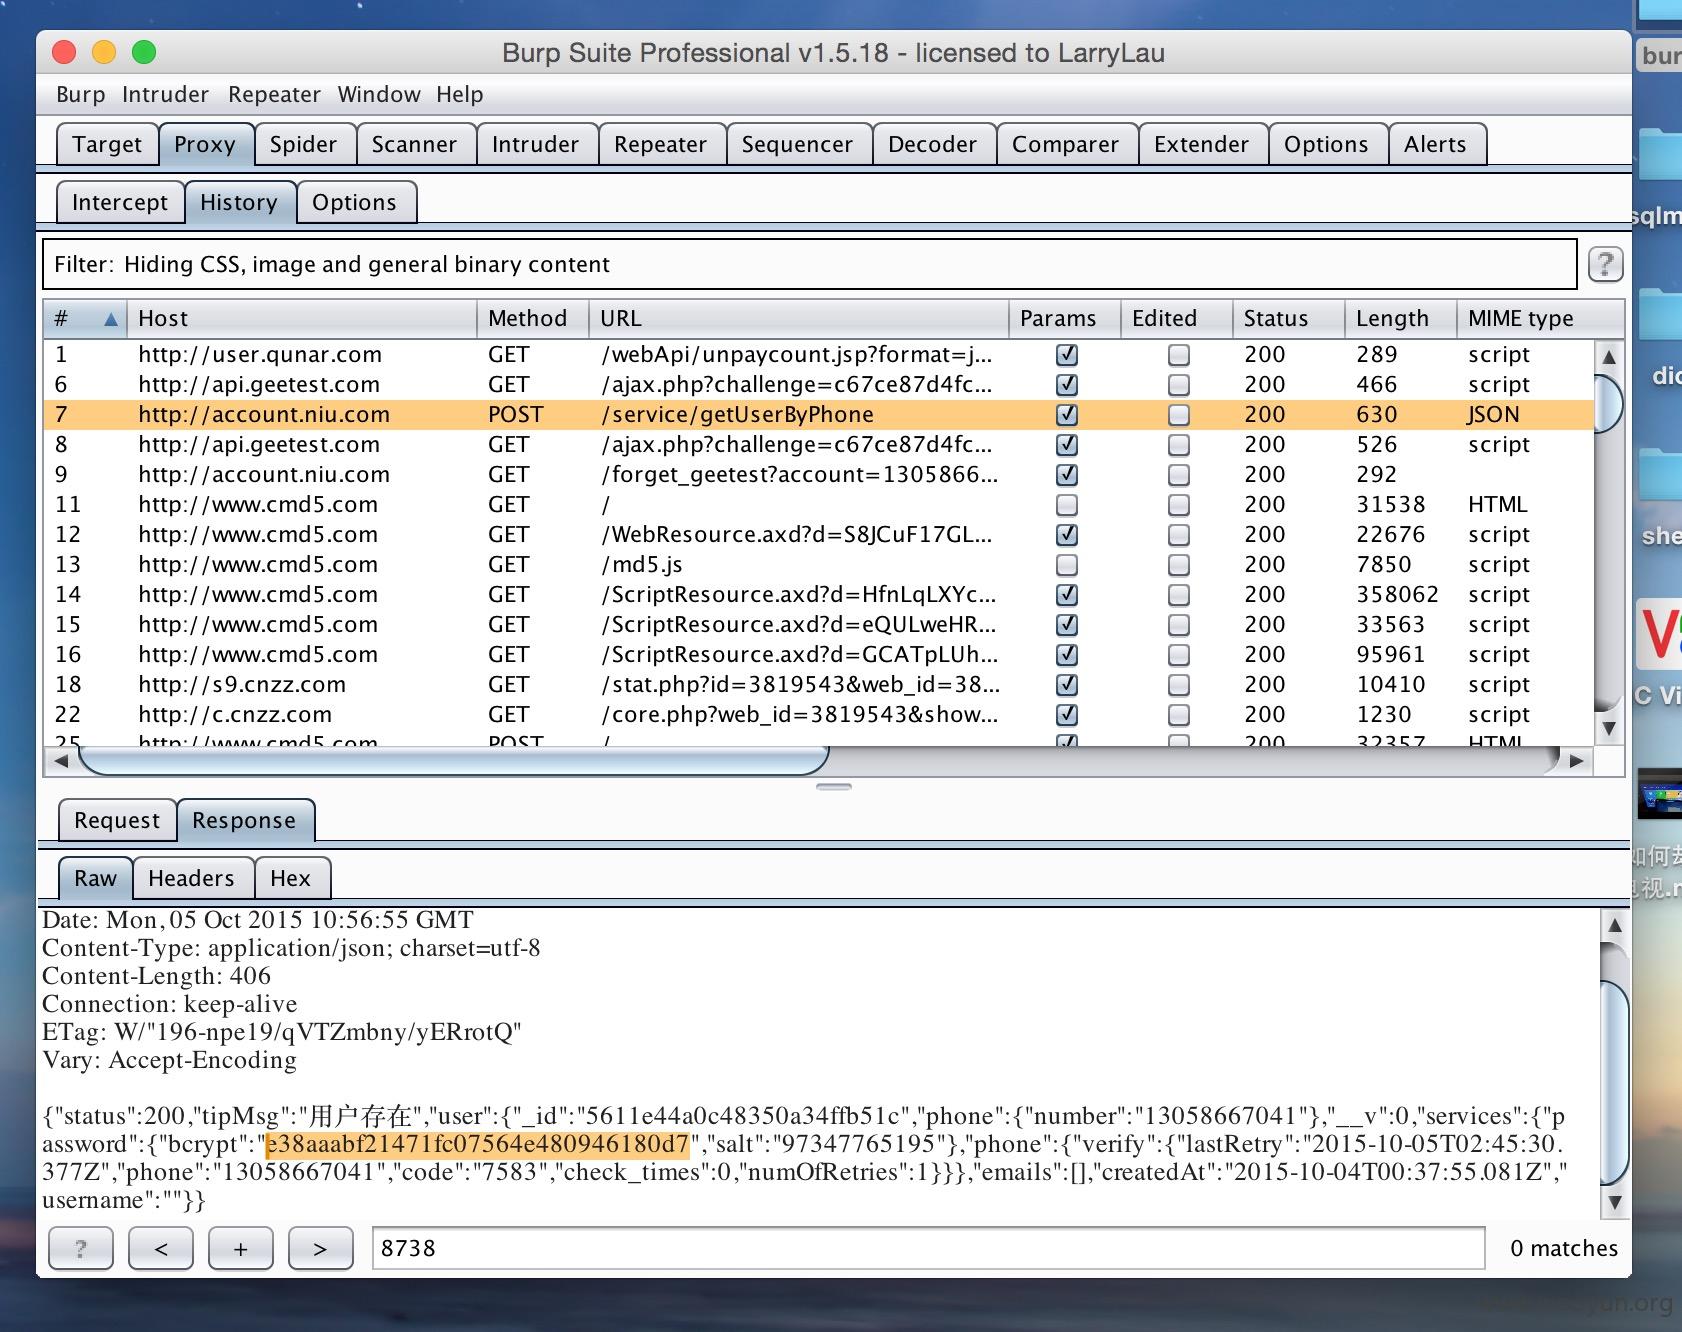 Burp Suite Professional v1.5.18 - licensed to LarryLau
Burp Intruder Repeater Window Help
Target Proxy Spider Scanner Intruder Repeater Sequencer Decoder Comparer Extender Options Alerts
Intercept History Options
Filter: Hiding CSS, image and general binary content ?
# Host Method URL Params Edited Status Length MIME type
1 http://user.qunar.com GET /webApi/unpaycount.jsp?format=j... 200 289 script
6 http://api.geetest.com GET /ajax.php?challenge=c67ce87d4fc... 200 466 script
7 http://account.niu.com POST /service/getUserByPhone 200 630 JSON
8 http://api.geetest.com GET /ajax.php?challenge=c67ce87d4fc... 200 526 script
9 http://account.niu.com GET /forget_geetest?account=1305866... 200 292
11 http://www.cmd5.com GET / 200 31538 HTML
12 http://www.cmd5.com GET /WebResource.axd?d=S8JCuF17GL... 200 22676 script
13 http://www.cmd5.com GET /md5.js 200 7850 script
14 http://www.cmd5.com GET /ScriptResource.axd?d=HfnLqLXYc... 200 358062 script
15 http://www.cmd5.com GET /ScriptResource.axd?d=eQULweHR... 200 33563 script
16 http://www.cmd5.com GET /ScriptResource.axd?d=GCATpLUh... 200 95961 script
18 http://s9.cnzz.com GET /stat.php?id=3819543&web_id=38... 200 10410 script
22 http://c.cnzz.com GET /core.php?web_id=3819543&show... 200 1230 script
25 http://www.cmd5.com POST / 200 32357 HTML
Request Response
Raw Headers Hex
Date: Mon, 05 Oct 2015 10:56:55 GMT
Content-Type: application/json; charset=utf-8
Content-Length: 406
Connection: keep-alive
ETag: W/"196-npe19/qVTZmbny/yERrotQ"
Vary: Accept-Encoding
{"status":200,"tipMsg":"用户存在","user":{"_id":"5611e44a0c48350a34ffb51c","phone":{"number":"13058667041"},"__v":0,"services":{"p
assword":{"bcrypt":"e38aaabf21471fc07564e480946180d7","salt":"97347765195"},"phone":{"verify":{"lastRetry":"2015-10-05T02:45:30.
377Z","phone":"13058667041","code":"7583","check_times":0,"numOfRetries":1}}},"emails":[],"createdAt":"2015-10-04T00:37:55.081Z","
username":""}}
? < + > 8738 0 matches
bur
sqlm
dic
she
C Vi
如何劫
电视.m